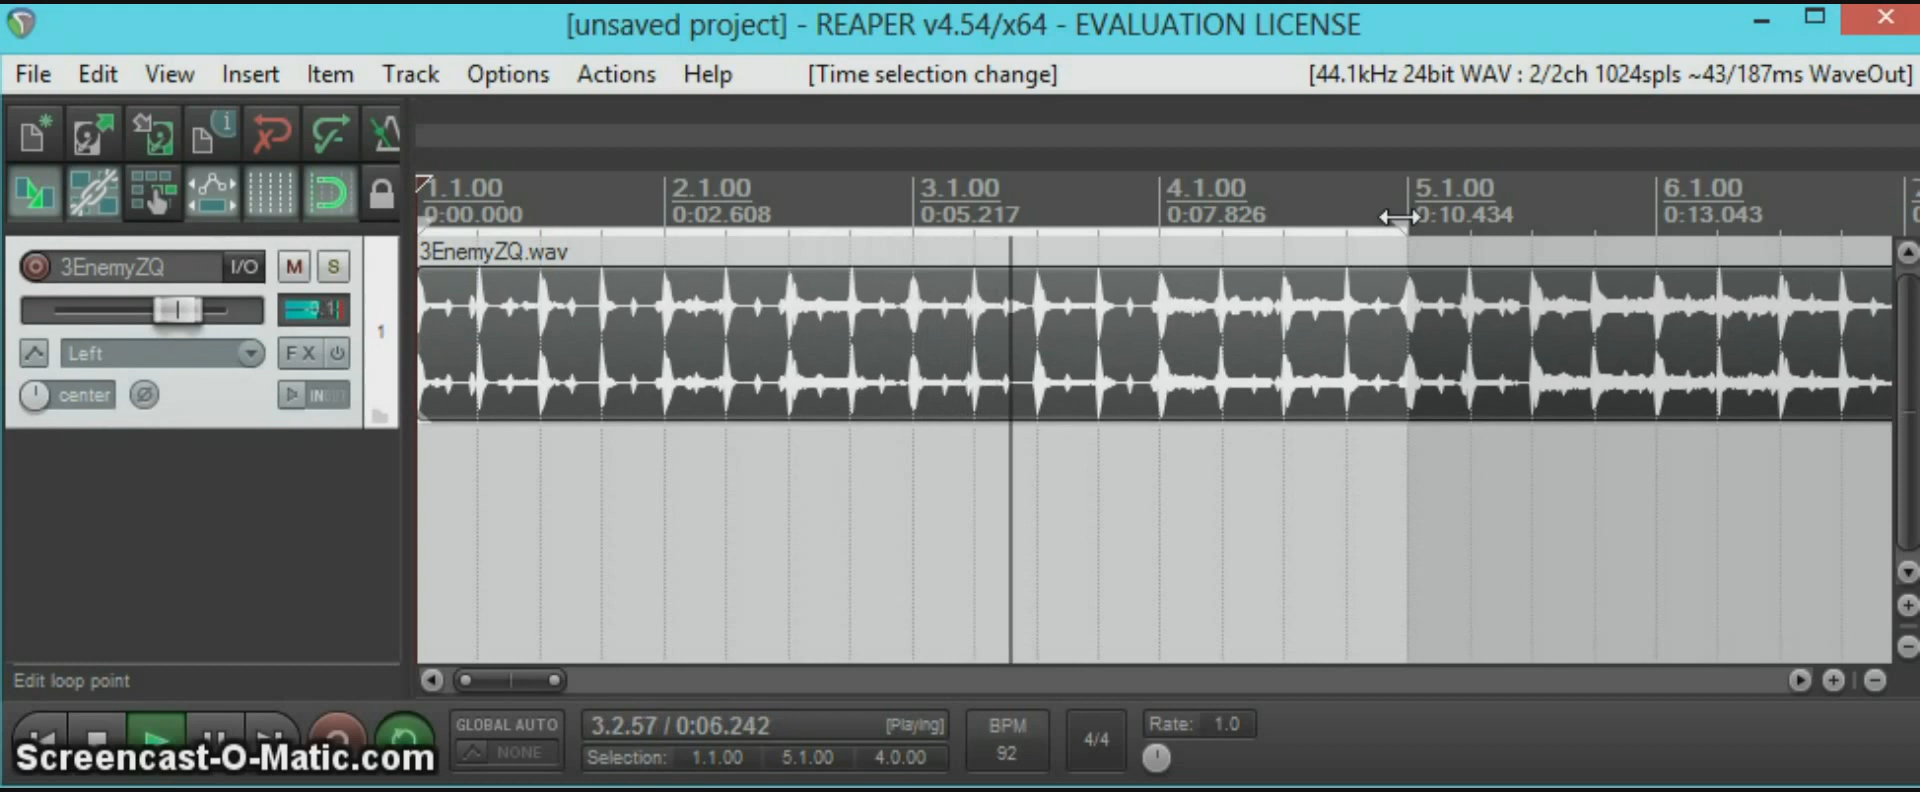 [unsaved project] - REAPER v4.54/x64 - EVALUATION LICENSE
File Edit View Insert Item Track Options Actions Help [Time selection change] [44.1kHz 24bit WAV : 2/2ch 1024spls ~43/187ms WaveOut]
1.1.00 2.1.00 3.1.00 4.1.00 5.1.00 6.1.00
0:00.000 0:02.608 0:05.217 0:07.826 0:10.434 0:13.043
3EnemyZQ.wav
3EnemyZQ I/O M S
1
Left FX
center IN
Edit loop point
GLOBAL AUTO
NONE
3.2.57 / 0:06.242 [Playing]
Selection: 1.1.00 5.1.00 4.0.00
BPM
92
4/4
Rate: 1.0
Screencast-O-Matic.com